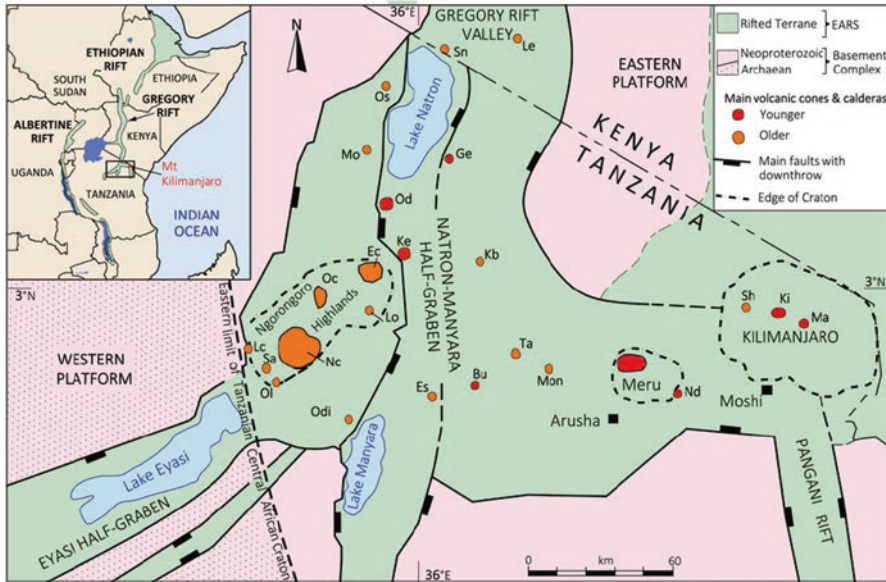 36°E
GREGORY RIFT
VALLEY
Sn
Le
N
EASTERN
PLATFORM
KENYA
TANZANIA
Rifted Terrane
EARS
Neoproterozoic
Archaean
Basement
Complex
Main volcanic cones & calderas
Younger
Older
Main faults with
downthrow
Edge of Craton
ETHIOPIAN
RIFT
ETHIOPIA
SOUTH
SUDAN
GREGORY
RIFT
ALBERTINE
RIFT
KENYA
UGANDA
Mt
Kilimanjaro
TANZANIA
INDIAN
OCEAN
Os
Lake Natron
Mo
Ge
Od
Ke
Ec
Kb
NATRON-MANYARA
HALF-GRABEN
Oc
Ngorongoro
Highlands
Lo
3°N
3°N
Sh
Ki
Ma
KILIMANJARO
WESTERN
PLATFORM
Lc
Sa
Nc
Ol
Ta
Mon
Bu
Es
Odi
Meru
Nd
Moshi
Arusha
Eastern limit of Tanzanian Central African Craton
Lake Eyasi
EYASI HALF-GRABEN
Lake Manyara
PANGANI RIFT
36°E
0
km
60